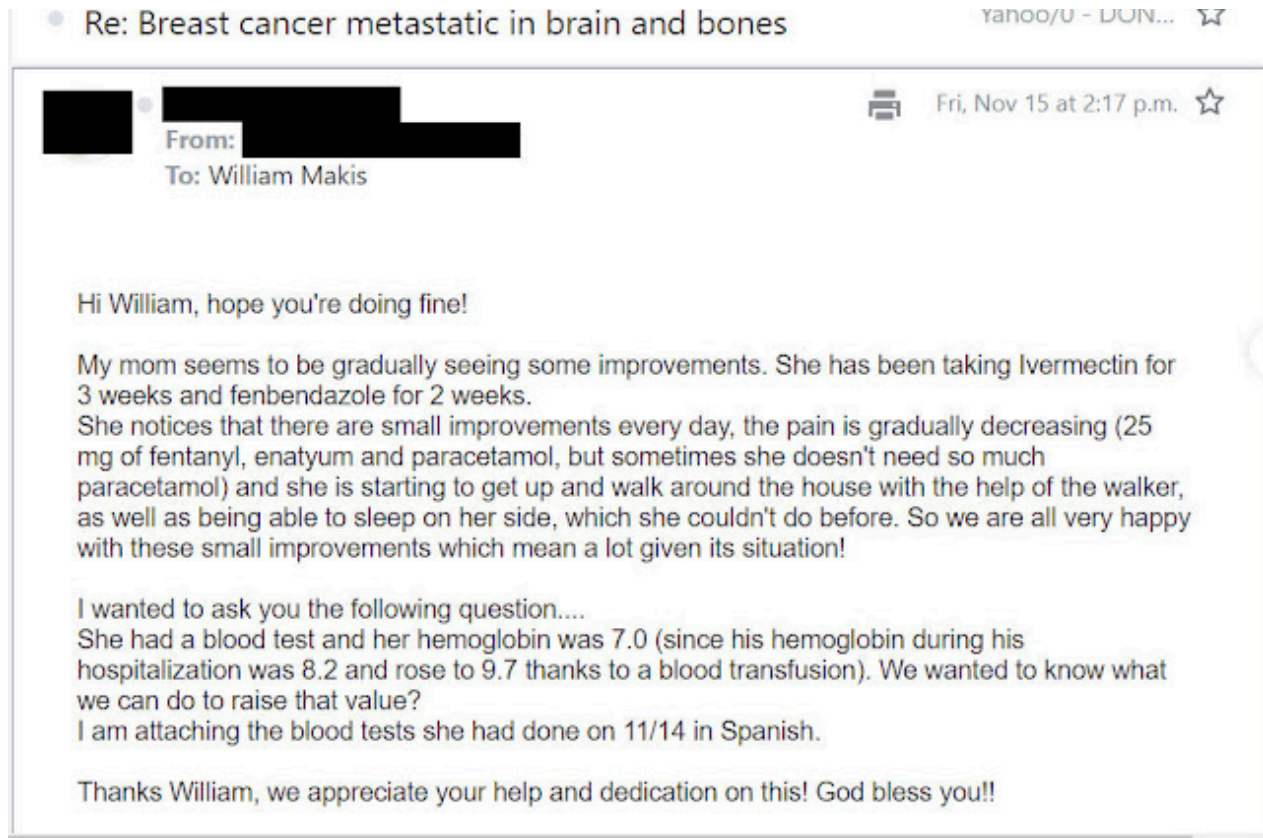 Re: Breast cancer metastatic in brain and bones
Yahoo/0 - DON...
Fri, Nov 15 at 2:17 p.m.
From:
To: William Makis
Hi William, hope you're doing fine!
My mom seems to be gradually seeing some improvements. She has been taking Ivermectin for
3 weeks and fenbendazole for 2 weeks.
She notices that there are small improvements every day, the pain is gradually decreasing (25
mg of fentanyl, enatyum and paracetamol, but sometimes she doesn't need so much
paracetamol) and she is starting to get up and walk around the house with the help of the walker,
as well as being able to sleep on her side, which she couldn't do before. So we are all very happy
with these small improvements which mean a lot given its situation!
I wanted to ask you the following question....
She had a blood test and her hemoglobin was 7.0 (since his hemoglobin during his
hospitalization was 8.2 and rose to 9.7 thanks to a blood transfusion). We wanted to know what
we can do to raise that value?
I am attaching the blood tests she had done on 11/14 in Spanish.
Thanks William, we appreciate your help and dedication on this! God bless you!!